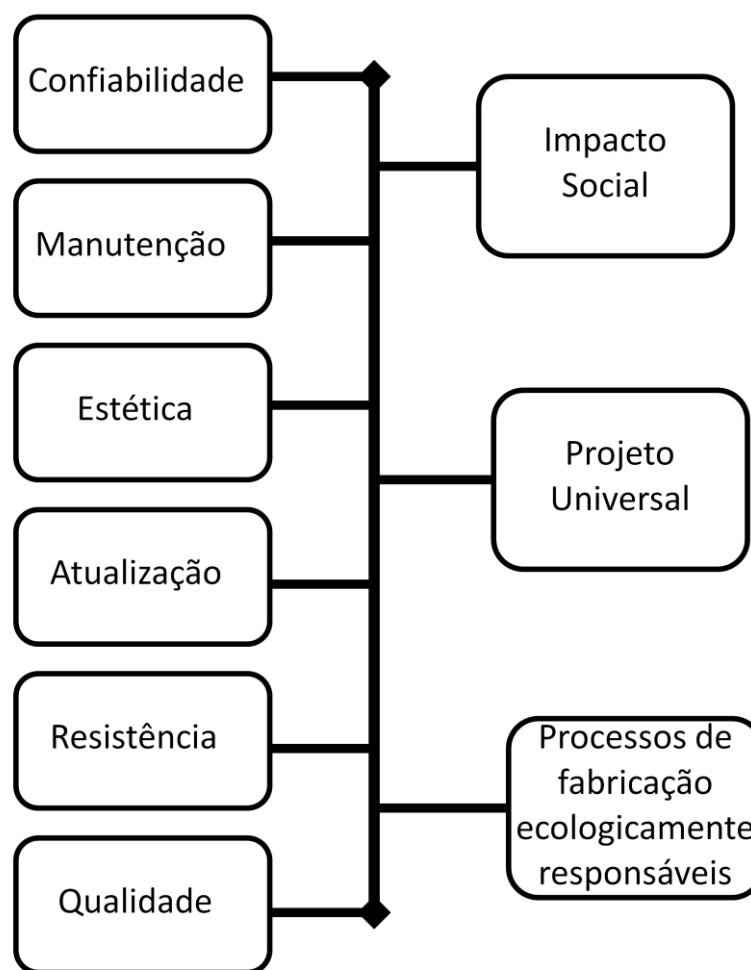 Confiabilidade
Manutenção
Estética
Atualização
Resistência
Qualidade
Impacto
Social
Projeto
Universal
Processos de
fabricação
ecologicamente
responsáveis